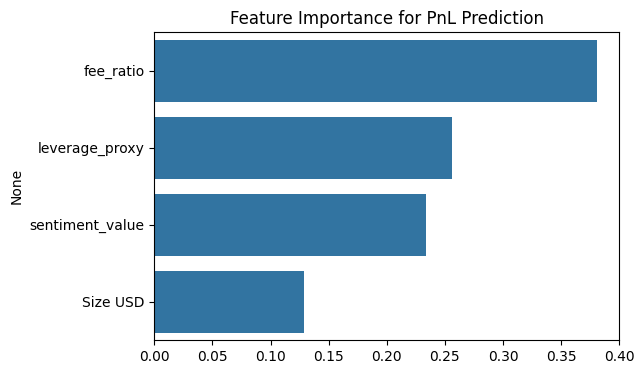 Feature Importance for PnL Prediction
None
fee_ratio
leverage_proxy
sentiment_value
Size USD
0.00 0.05 0.10 0.15 0.20 0.25 0.30 0.35 0.40